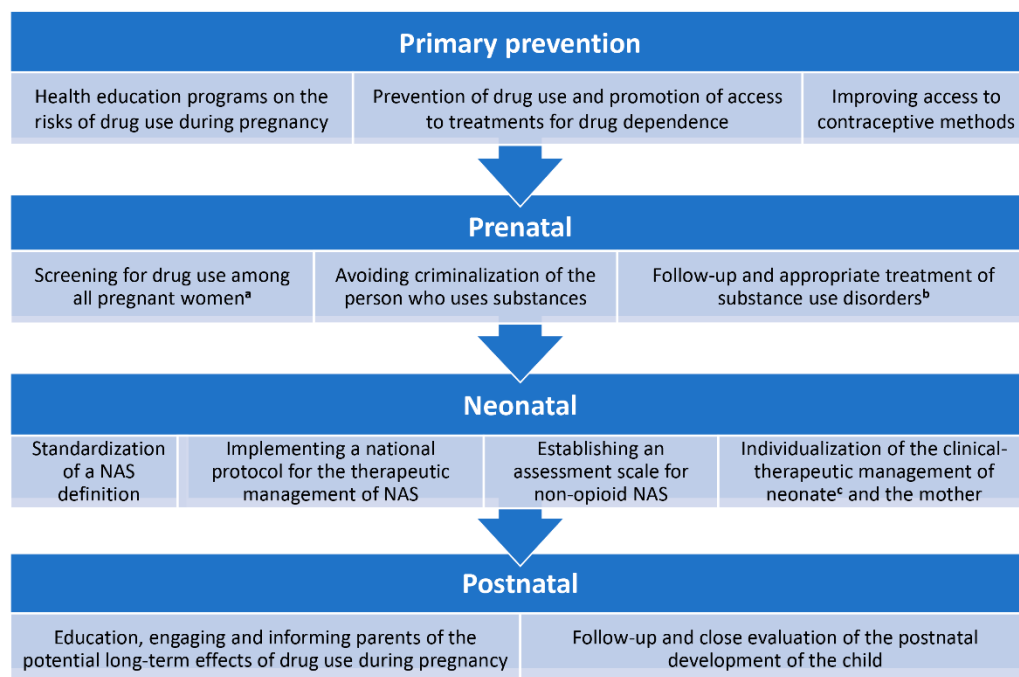 Primary prevention
Health education programs on the
risks of drug use during pregnancy
Prevention of drug use and promotion of access
to treatments for drug dependence
Improving access to
contraceptive methods
Prenatal
Screening for drug use among
all pregnant womenᵃ
Avoiding criminalization of the
person who uses substances
Follow-up and appropriate treatment of
substance use disordersᵇ
Neonatal
Standardization
of a NAS
definition
Implementing a national
protocol for the therapeutic
management of NAS
Establishing an
assessment scale for
non-opioid NAS
Individualization of the clinical-
therapeutic management of
neonateᶜ and the mother
Postnatal
Education, engaging and informing parents of the
potential long-term effects of drug use during pregnancy
Follow-up and close evaluation of the postnatal
development of the child